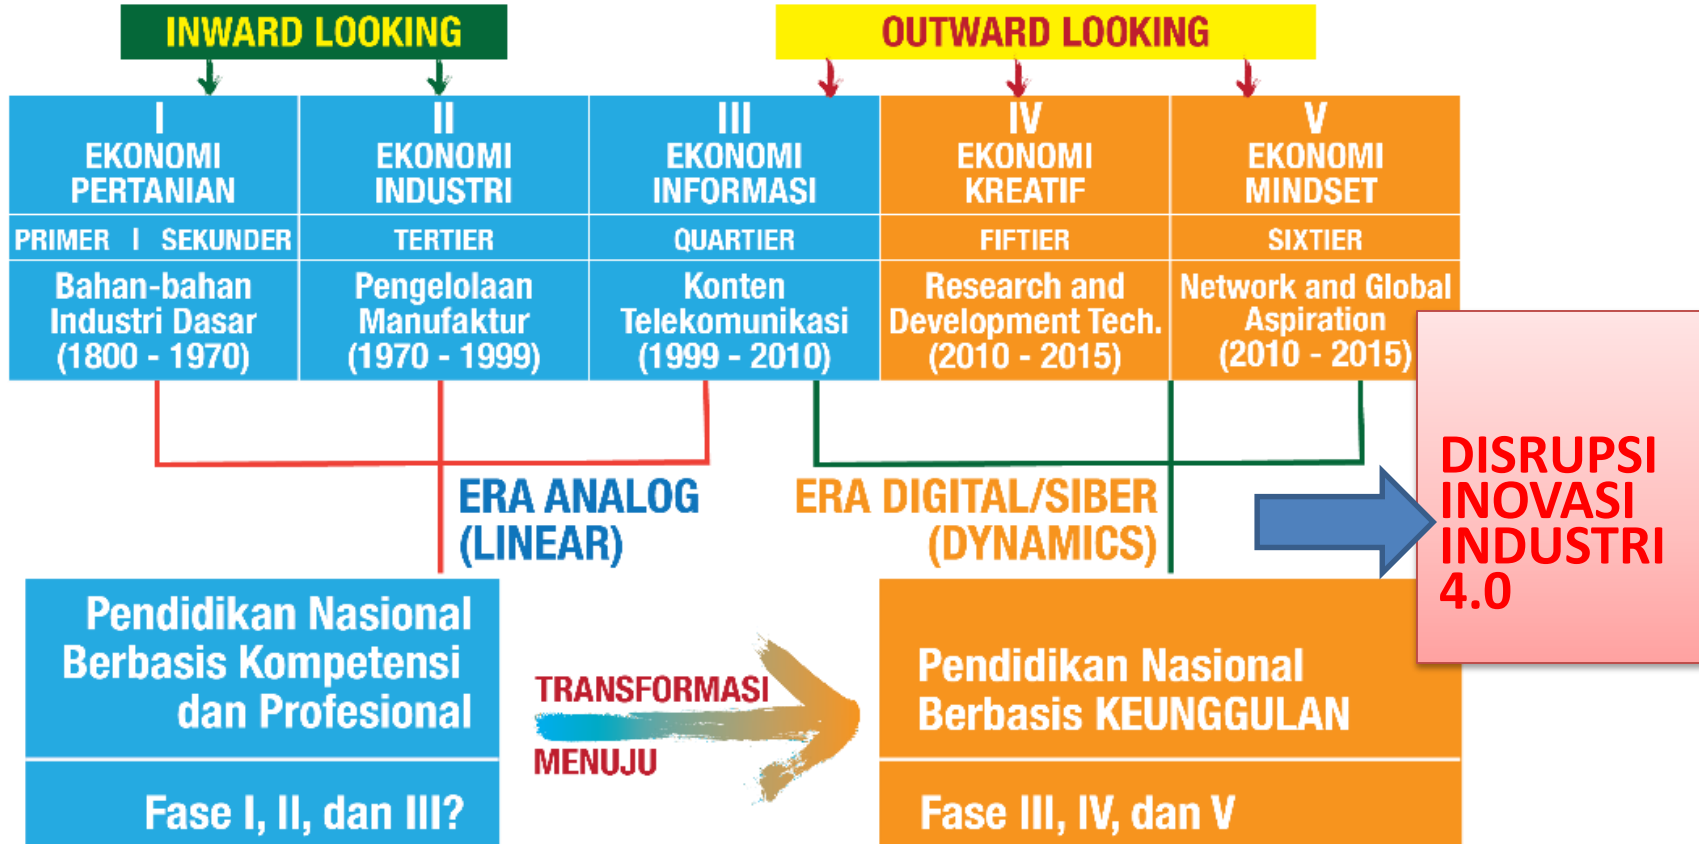 INWARD LOOKING
OUTWARD LOOKING
I
EKONOMI
PERTANIAN
II
EKONOMI
INDUSTRI
III
EKONOMI
INFORMASI
IV
EKONOMI
KREATIF
V
EKONOMI
MINDSET
PRIMER | SEKUNDER
TERTIER
QUARTIER
FIFTIER
SIXTIER
Bahan-bahan
Industri Dasar
(1800 - 1970)
Pengelolaan
Manufaktur
(1970 - 1999)
Konten
Telekomunikasi
(1999 - 2010)
Research and
Development Tech.
(2010 - 2015)
Network and Global
Aspiration
(2010 - 2015)
ERA ANALOG
(LINEAR)
ERA DIGITAL/SIBER
(DYNAMICS)
DISRUPSI
INOVASI
INDUSTRI
4.0
Pendidikan Nasional
Berbasis Kompetensi
dan Profesional
Fase I, II, dan III?
TRANSFORMASI
MENUJU
Pendidikan Nasional
Berbasis KEUNGGULAN
Fase III, IV, dan V